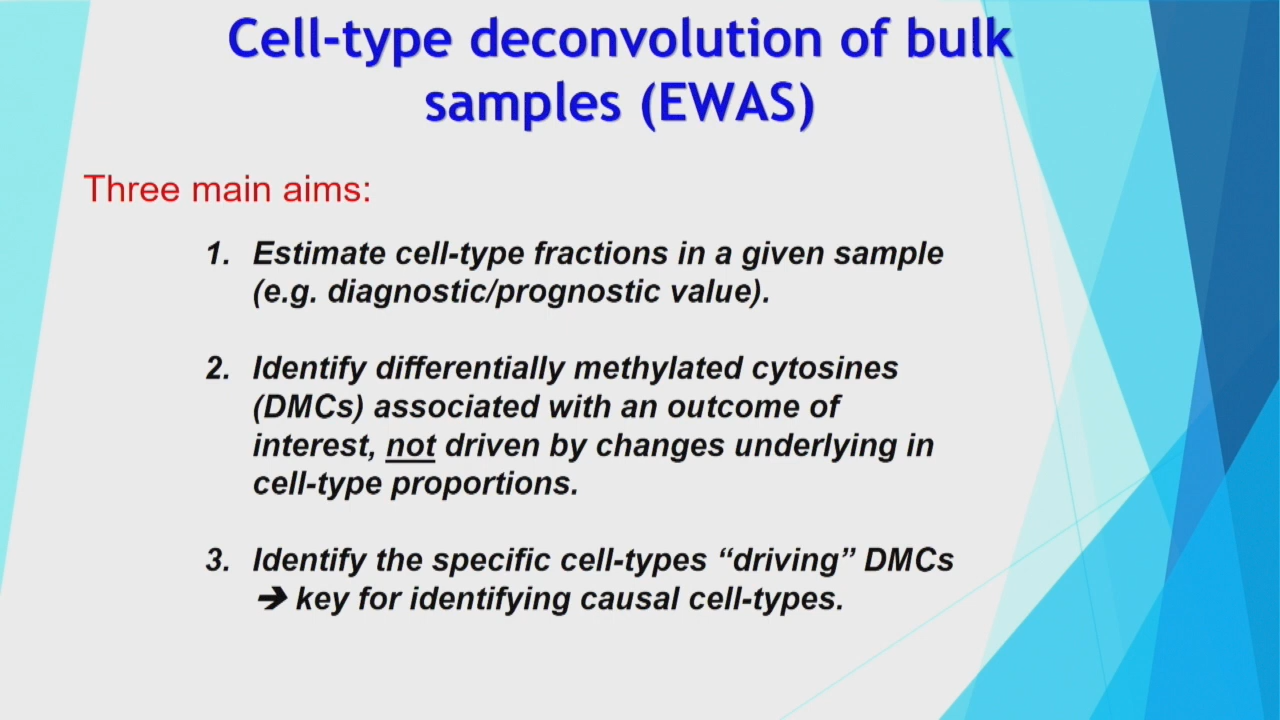 Cell-type deconvolution of bulk
samples (EWAS)
Three main aims:
1. Estimate cell-type fractions in a given sample
(e.g. diagnostic/prognostic value).
2. Identify differentially methylated cytosines
(DMCs) associated with an outcome of
interest, not driven by changes underlying in
cell-type proportions.
3. Identify the specific cell-types “driving” DMCs
➔ key for identifying causal cell-types.